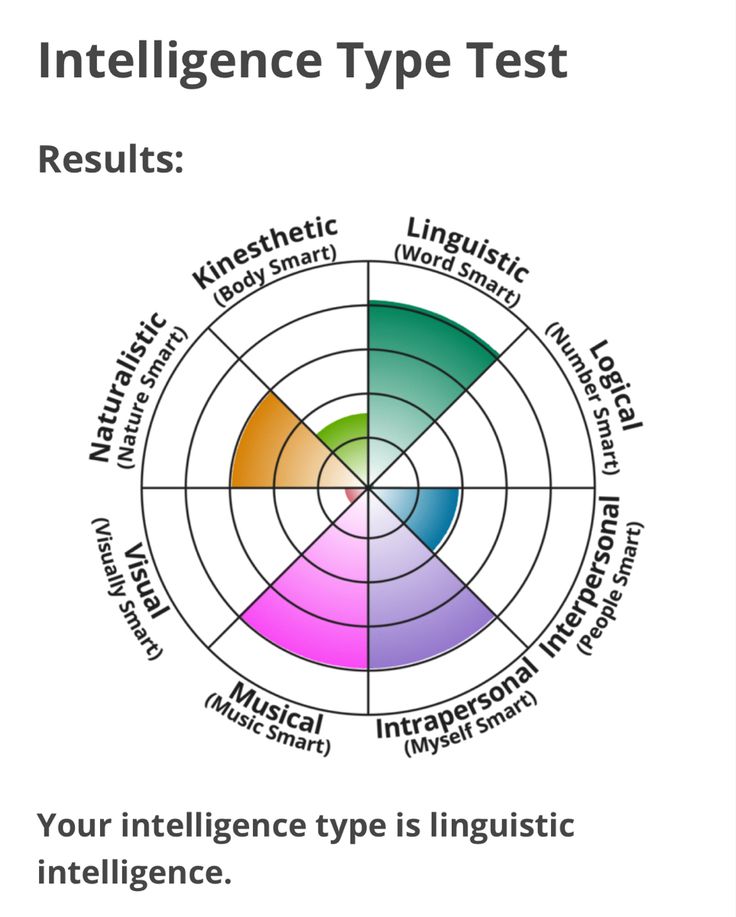 Intelligence Type Test
Results:
Kinesthetic
(Body Smart)
Linguistic
(Word Smart)
Naturalistic
(Nature Smart)
Logical
(Number Smart)
Visual
(Visually Smart)
Interpersonal
(People Smart)
Musical
(Music Smart)
Intrapersonal
(Myself Smart)
Your intelligence type is linguistic
intelligence.